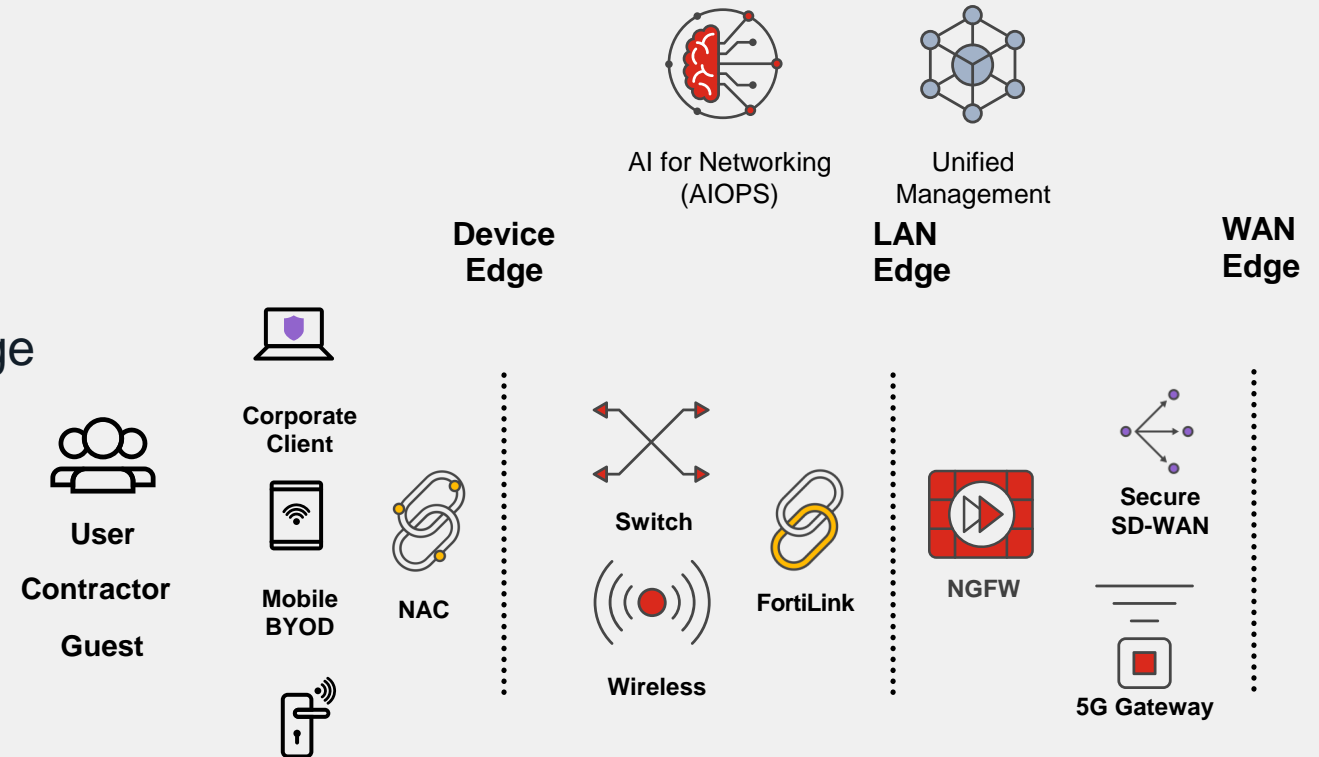 AI for Networking
(AIOPS)
Unified
Management
Device
Edge
LAN
Edge
WAN
Edge
ge
User
Contractor
Guest
Corporate
Client
Mobile
BYOD
NAC
Switch
Wireless
FortiLink
NGFW
Secure
SD-WAN
5G Gateway